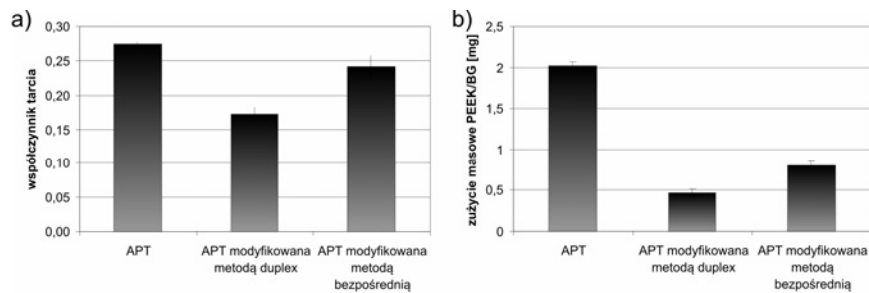 a)
współczynnik tarcia
0,30
0,25
0,20
0,15
0,10
0,05
0,00
APT
APT modyfikowana
metodą duplex
APT modyfikowana
metodą
bezpośrednią
b)
zużycie masowe PEEK/BG [mg]
2,5
2
1,5
1
0,5
0
APT
APT modyfikowana
metodą duplex
APT modyfikowana
metodą
bezpośrednią